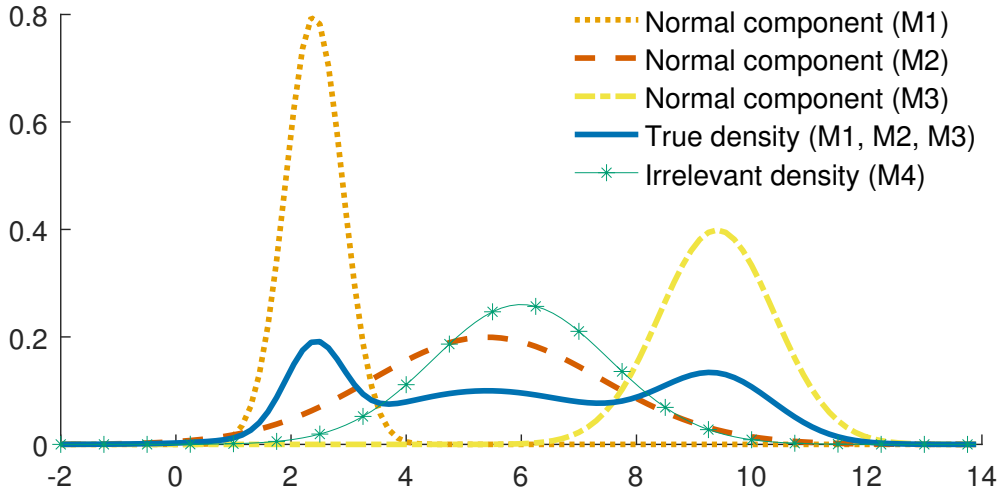 0.8
0.6
0.4
0.2
0
-2 0 2 4 6 8 10 12 14
Normal component (M1)
Normal component (M2)
Normal component (M3)
True density (M1, M2, M3)
Irrelevant density (M4)